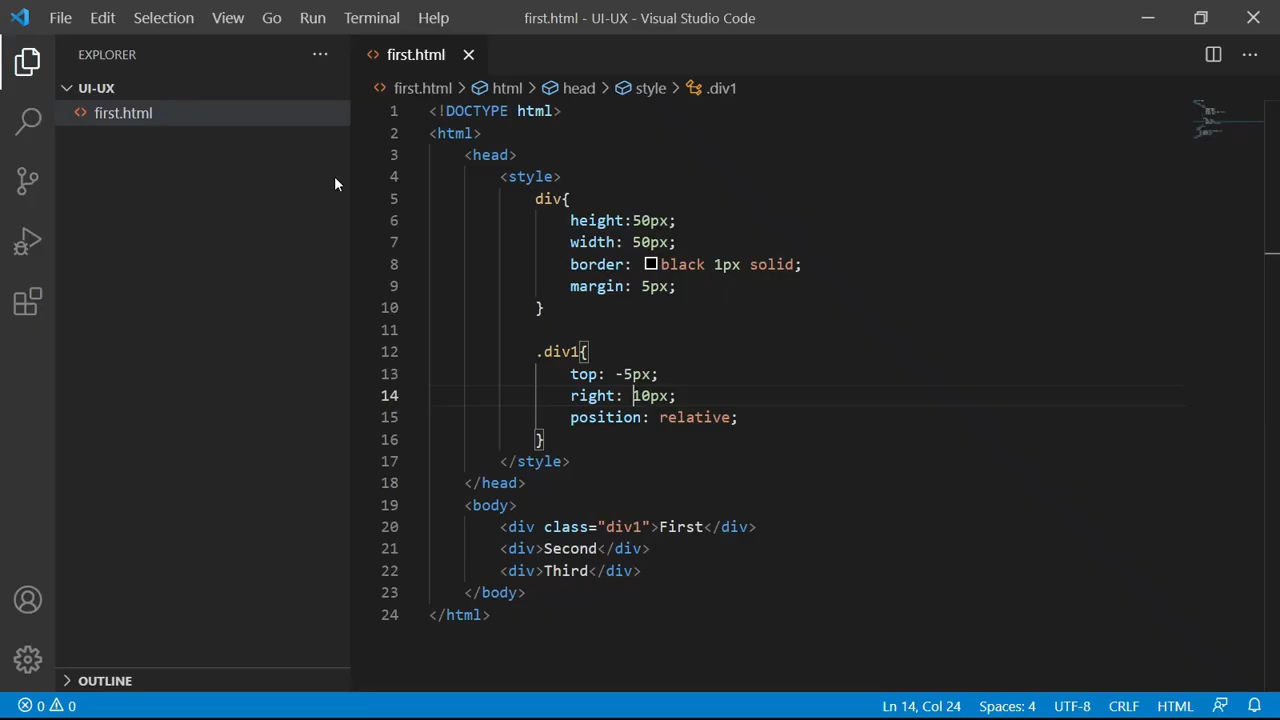 File Edit Selection View Go Run Terminal Help first.html - UI-UX - Visual Studio Code
EXPLORER
UI-UX
first.html
OUTLINE
first.html
first.html > html > head > style > .div1
1 <!DOCTYPE html>
2 <html>
3 <head>
4 <style>
5 div{
6 height:50px;
7 width: 50px;
8 border: black 1px solid;
9 margin: 5px;
10 }
11
12 .div1{
13 top: -5px;
14 right: 10px;
15 position: relative;
16 }
17 </style>
18 </head>
19 <body>
20 <div class="div1">First</div>
21 <div>Second</div>
22 <div>Third</div>
23 </body>
24 </html>
0 0 Ln 14, Col 24 Spaces: 4 UTF-8 CRLF HTML